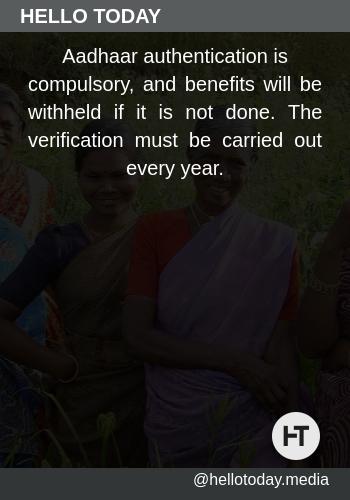 HELLO TODAY
Aadhaar authentication is
compulsory, and benefits will be
withheld if it is not done. The
verification must be carried out
every year.
HT
@hellotoday.media